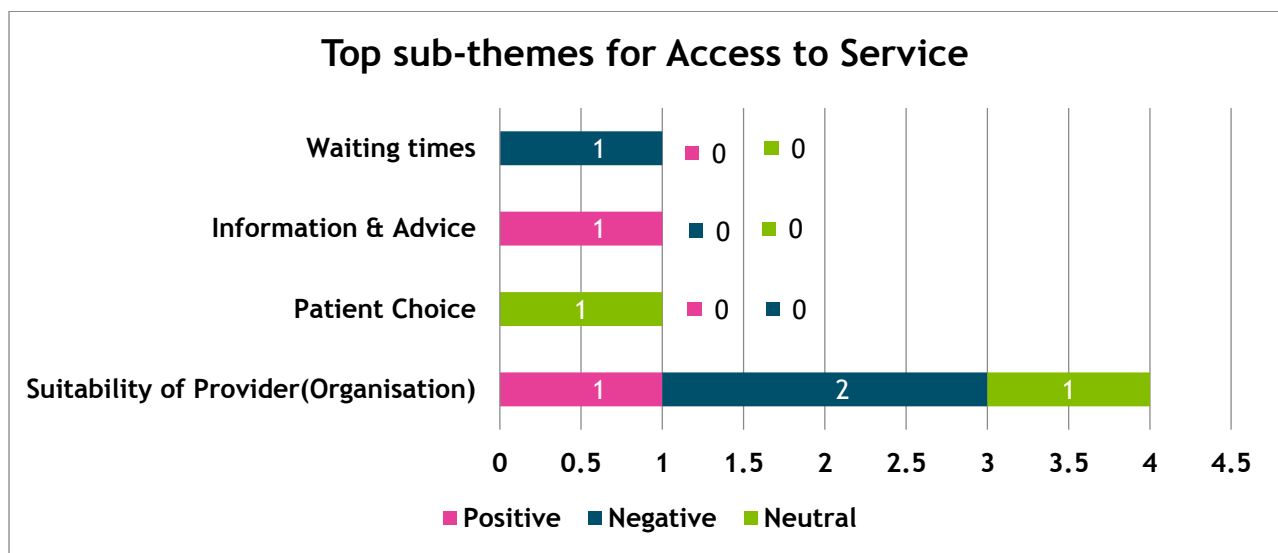 Top sub-themes for Access to Service
Waiting times 1 0 0
Information & Advice 1 0 0
Patient Choice 1 0 0
Suitability of Provider(Organisation) 1 2 1
0 0.5 1 1.5 2 2.5 3 3.5 4 4.5
Positive Negative Neutral